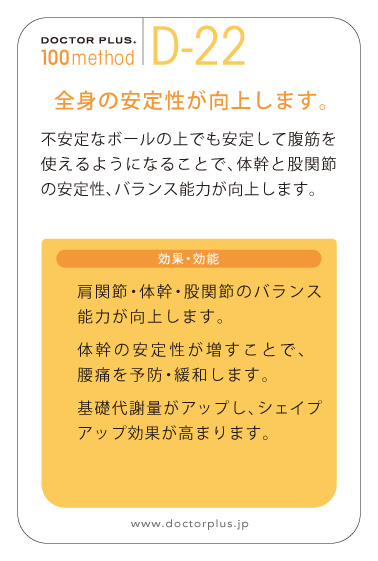 DOCTOR PLUS.
100method
D-22
全身の安定性が向上します。
不安定なボールの上でも安定して腹筋を
使えるようになることで、体幹と股関節
の安定性、バランス能力が向上します。
効果・効能
肩関節・体幹・股関節のバランス
能力が向上します。
体幹の安定性が増すことで、
腰痛を予防・緩和します。
基礎代謝量がアップし、シェイプ
アップ効果が高まります。
www.doctorplus.jp